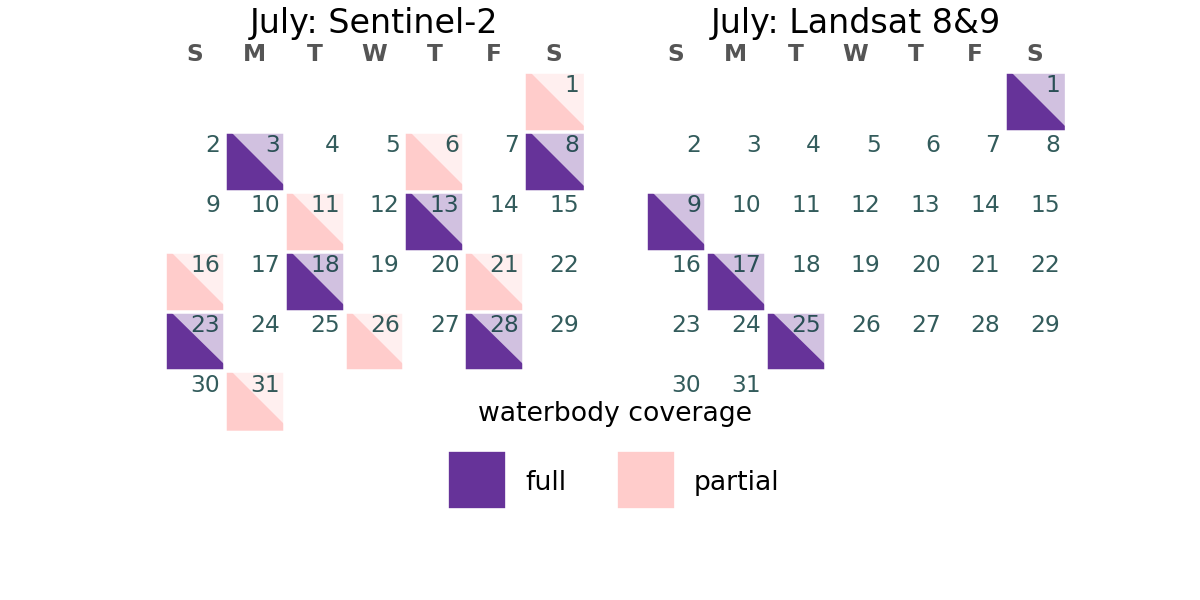 July: Sentinel-2
S M T W T F S
1
2 3 4 5 6 7 8
9 10 11 12 13 14 15
16 17 18 19 20 21 22
23 24 25 26 27 28 29
30 31
July: Landsat 8&9
S M T W T F S
1
2 3 4 5 6 7 8
9 10 11 12 13 14 15
16 17 18 19 20 21 22
23 24 25 26 27 28 29
30 31
waterbody coverage
full partial